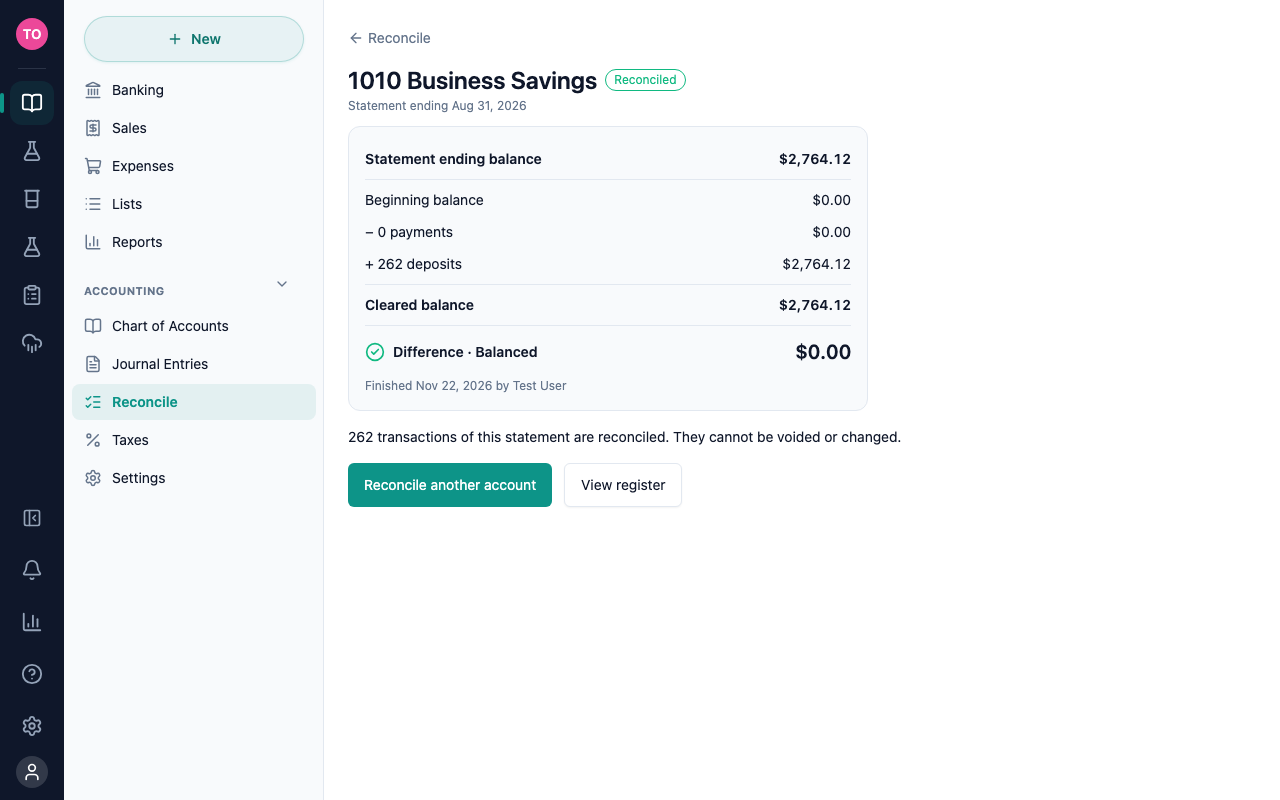 TO
New
Banking
Sales
Expenses
Lists
Reports
ACCOUNTING
Chart of Accounts
Journal Entries
Reconcile
Taxes
Settings
Reconcile
1010 Business Savings Reconciled
Statement ending Aug 31, 2026
Statement ending balance $2,764.12
Beginning balance $0.00
− 0 payments $0.00
+ 262 deposits $2,764.12
Cleared balance $2,764.12
Difference · Balanced $0.00
Finished Nov 22, 2026 by Test User
262 transactions of this statement are reconciled. They cannot be voided or changed.
Reconcile another account View register